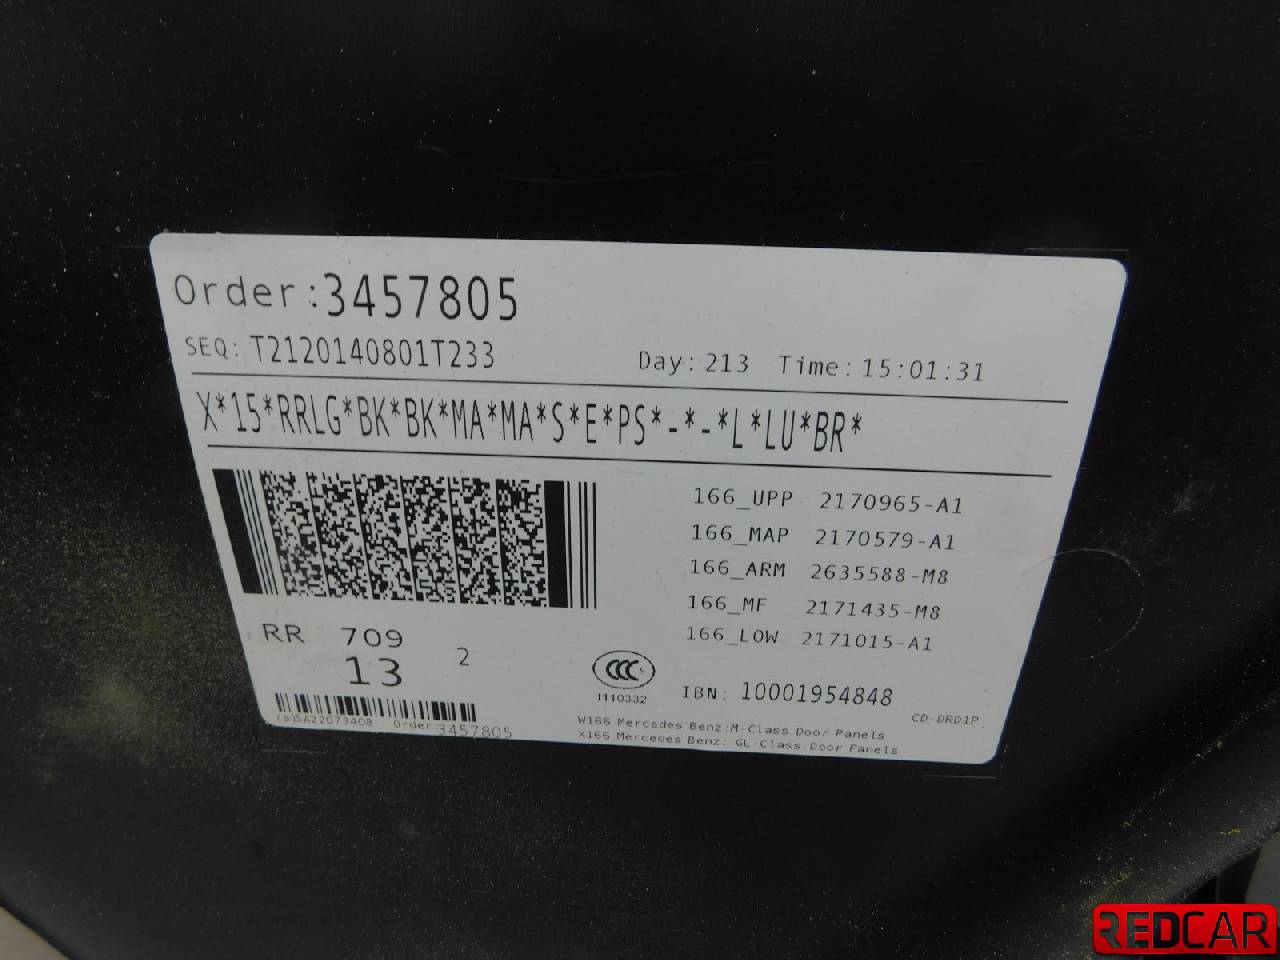 Order:3457805
SEQ: T2120140801T233 Day: 213 Time: 15:01:31
X*15*RRLG*BK*BK*MA*MA*S*E*PS*-*-*L*LU*BR*
166_UPP 2170965-A1
166_MAP 2170579-A1
166_ARM 2635588-M8
166_MF 2171435-M8
166_LOW 2171015-A1
RR 709
13 2
CCC
1110332
IBN: 10001954848
CD-DRD1P
(s)SA22073408 Order 3457805
W166 Mercedes Benz:M-Class Door Panels
X166 Mercedes Benz: GL-Class Door Panels
REDCAR